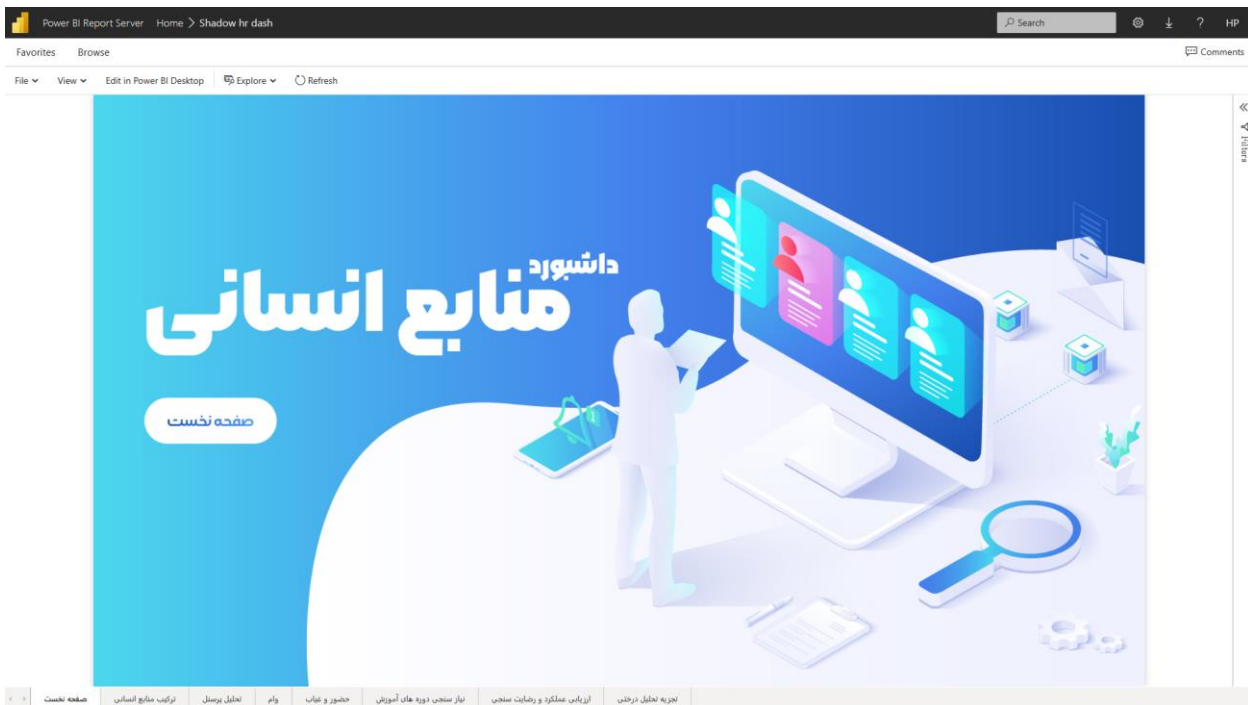 Power BI Report Server Home > Shadow hr dash
Search
? HP
Favorites Browse
Comments
File View Edit in Power BI Desktop Explore Refresh
Filters
داشبورد
منابع انسانی
صفحه نخست
1
صفحه نخست
ترکیب منابع انسانی
تحلیل پرسنل
وام
حضور و غیاب
نیاز سنجی دوره های آموزش
ارزیابی عملکرد و رضایت سنجی
تجزیه تحلیل درختی